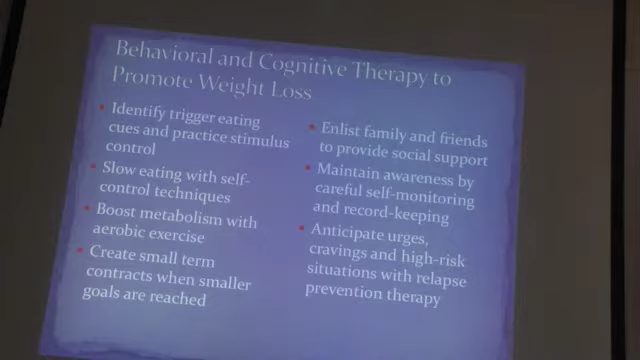 Behavioral and Cognitive Therapy to
Promote Weight Loss
Identify trigger eating
cues and practice stimulus
control
Slow eating with self-
control techniques
Boost metabolism with
aerobic exercise
Create small term
contracts when smaller
goals are reached
Enlist family and friends
to provide social support
Maintain awareness by
careful self-monitoring
and record-keeping
Anticipate urges,
cravings and high-risk
situations with relapse
prevention therapy